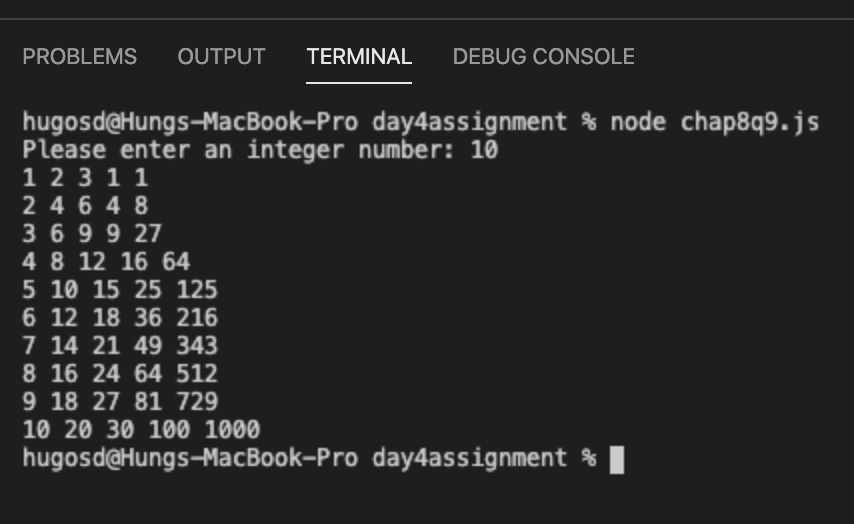 PROBLEMS OUTPUT TERMINAL DEBUG CONSOLE
hugosd@Hungs-MacBook-Pro day4assignment % node chap8q9.js
Please enter an integer number: 10
1 2 3 1 1
2 4 6 4 8
3 6 9 9 27
4 8 12 16 64
5 10 15 25 125
6 12 18 36 216
7 14 21 49 343
8 16 24 64 512
9 18 27 81 729
10 20 30 100 1000
hugosd@Hungs-MacBook-Pro day4assignment %